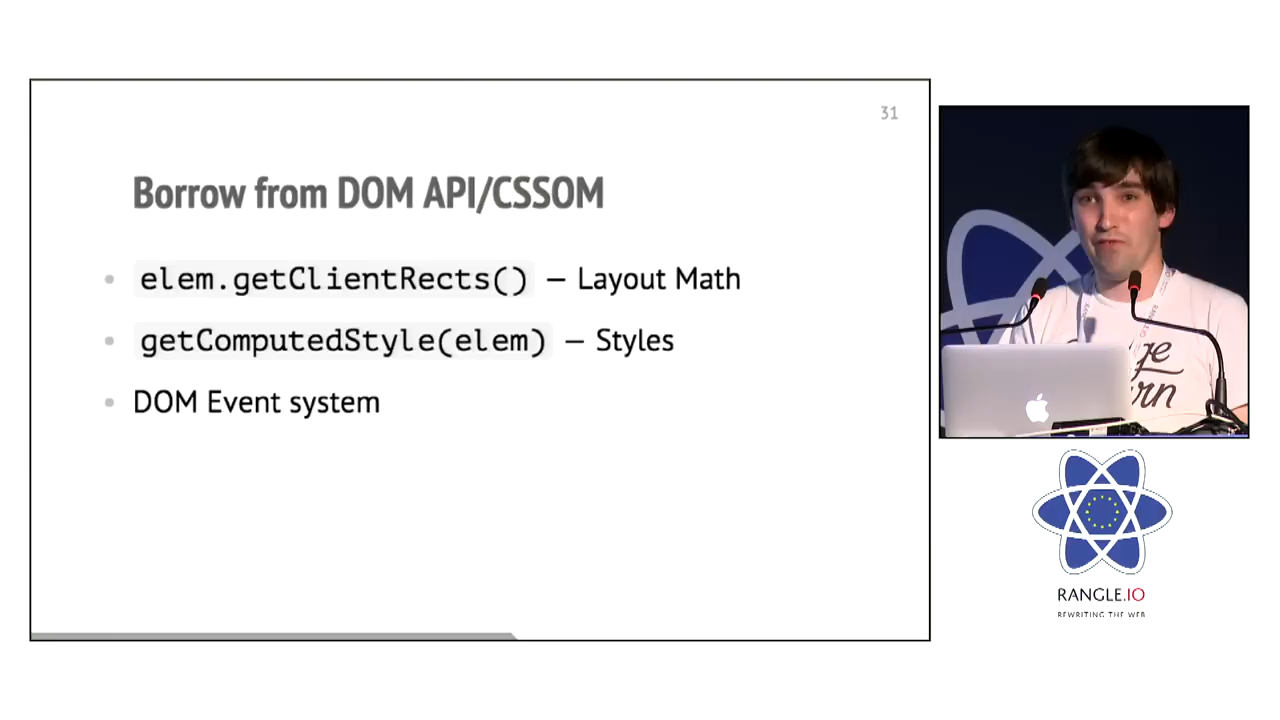 31
Borrow from DOM API/CSSOM
elem.getClientRects() — Layout Math
getComputedStyle(elem) — Styles
DOM Event system
RANGLE.IO
REWRITING THE WEB